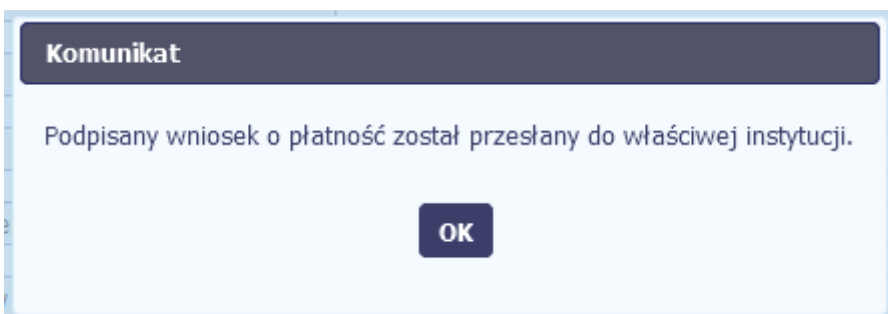 Komunikat
Podpisany wniosek o płatność został przesłany do właściwej instytucji.
OK